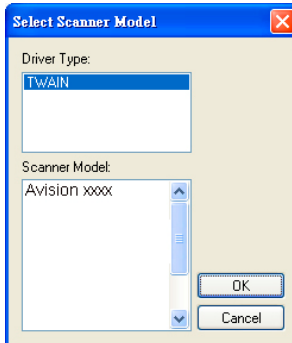 Select Scanner Model
Driver Type:
TWAIN
Scanner Model:
Avision xxxx
OK
Cancel